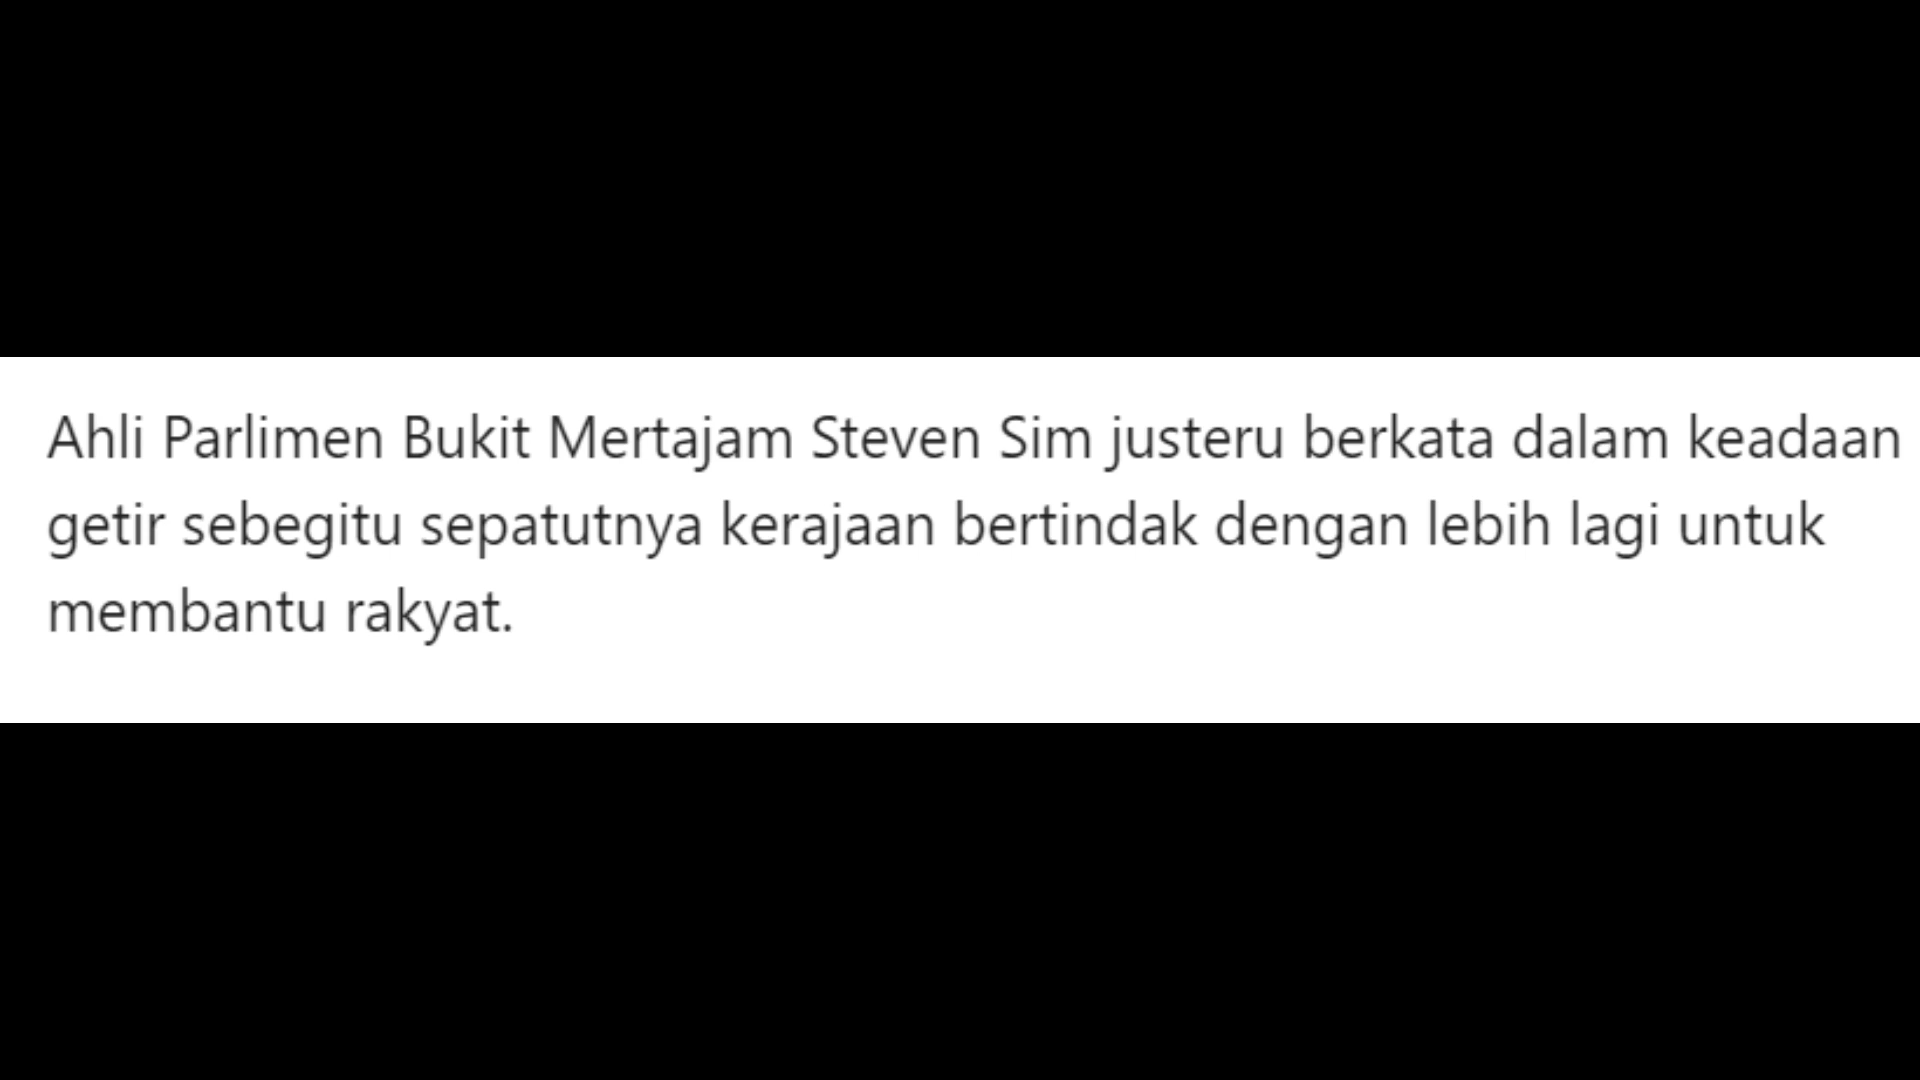 Ahli Parlimen Bukit Mertajam Steven Sim justeru berkata dalam keadaan
getir sebegitu sepatutnya kerajaan bertindak dengan lebih lagi untuk
membantu rakyat.